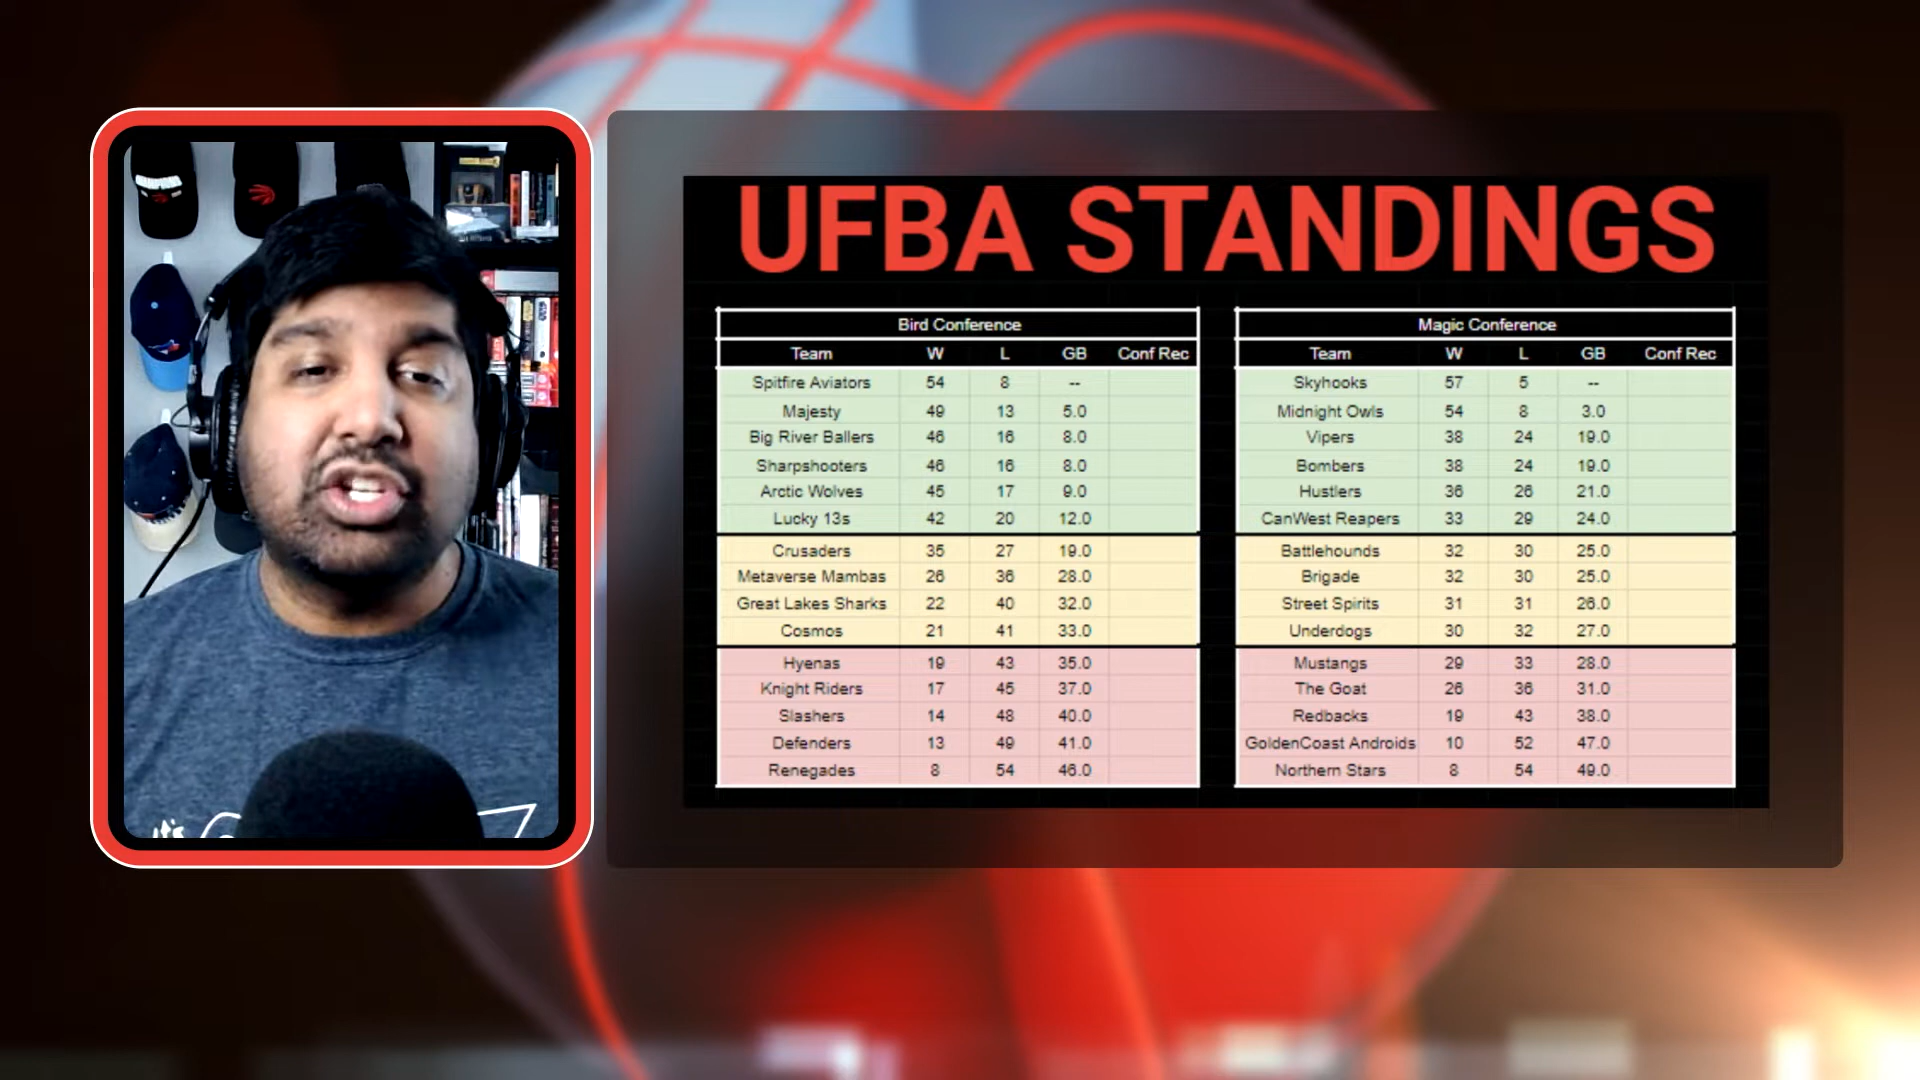 UFBA STANDINGS
Bird Conference
Team W L GB Conf Rec
Spitfire Aviators 54 8 --
Majesty 49 13 5.0
Big River Ballers 46 16 8.0
Sharpshooters 46 16 8.0
Arctic Wolves 45 17 9.0
Lucky 13s 42 20 12.0
Crusaders 35 27 19.0
Metaverse Mambas 26 36 28.0
Great Lakes Sharks 22 40 32.0
Cosmos 21 41 33.0
Hyenas 19 43 35.0
Knight Riders 17 45 37.0
Slashers 14 48 40.0
Defenders 13 49 41.0
Renegades 8 54 46.0
Magic Conference
Team W L GB Conf Rec
Skyhooks 57 5 --
Midnight Owls 54 8 3.0
Vipers 38 24 19.0
Bombers 38 24 19.0
Hustlers 36 26 21.0
CanWest Reapers 33 29 24.0
Battlehounds 32 30 25.0
Brigade 32 30 25.0
Street Spirits 31 31 26.0
Underdogs 30 32 27.0
Mustangs 29 33 28.0
The Goat 26 36 31.0
Redbacks 19 43 38.0
GoldenCoast Androids 10 52 47.0
Northern Stars 8 54 49.0
It's